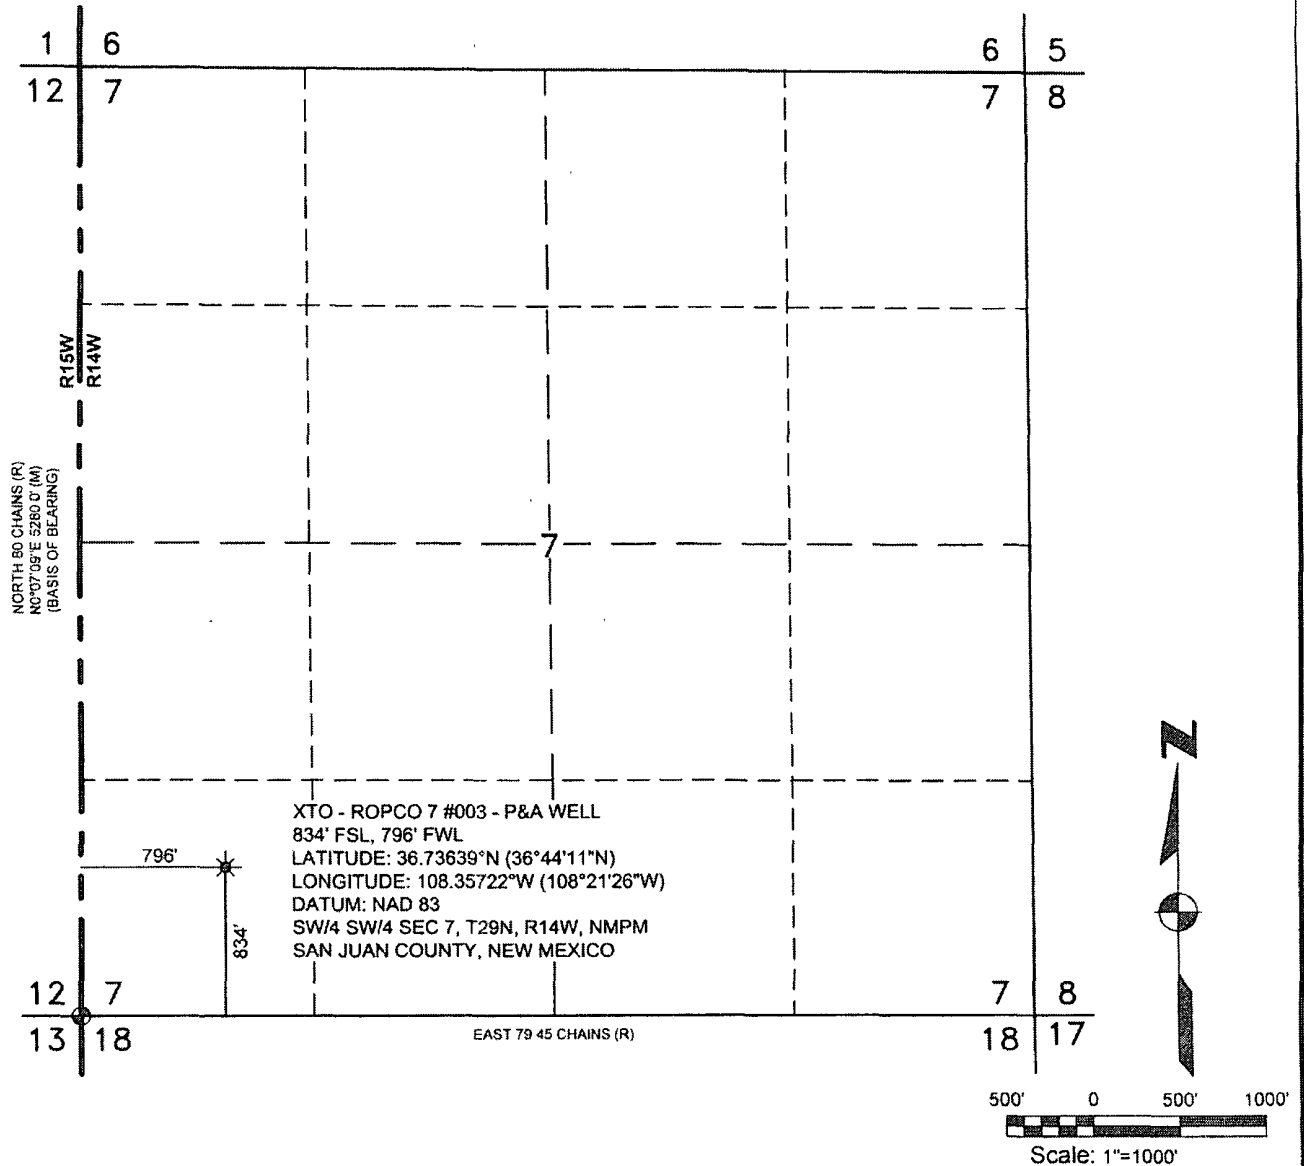 1 6
6 5
12 7
7 8
R15W
R14W
NORTH 80 CHAINS (R)
N0°07'09"E 5280 0' (M)
(BASIS OF BEARING)
7
XTO - ROPCO 7 #003 - P&A WELL
834' FSL, 796' FWL
LATITUDE: 36.73639°N (36°44'11"N)
LONGITUDE: 108.35722°W (108°21'26"W)
DATUM: NAD 83
SW/4 SW/4 SEC 7, T29N, R14W, NMPM
SAN JUAN COUNTY, NEW MEXICO
796'
834'
12 7
7 8
13 18
EAST 79 45 CHAINS (R)
18 17
N
500' 0 500' 1000'
Scale: 1"=1000'